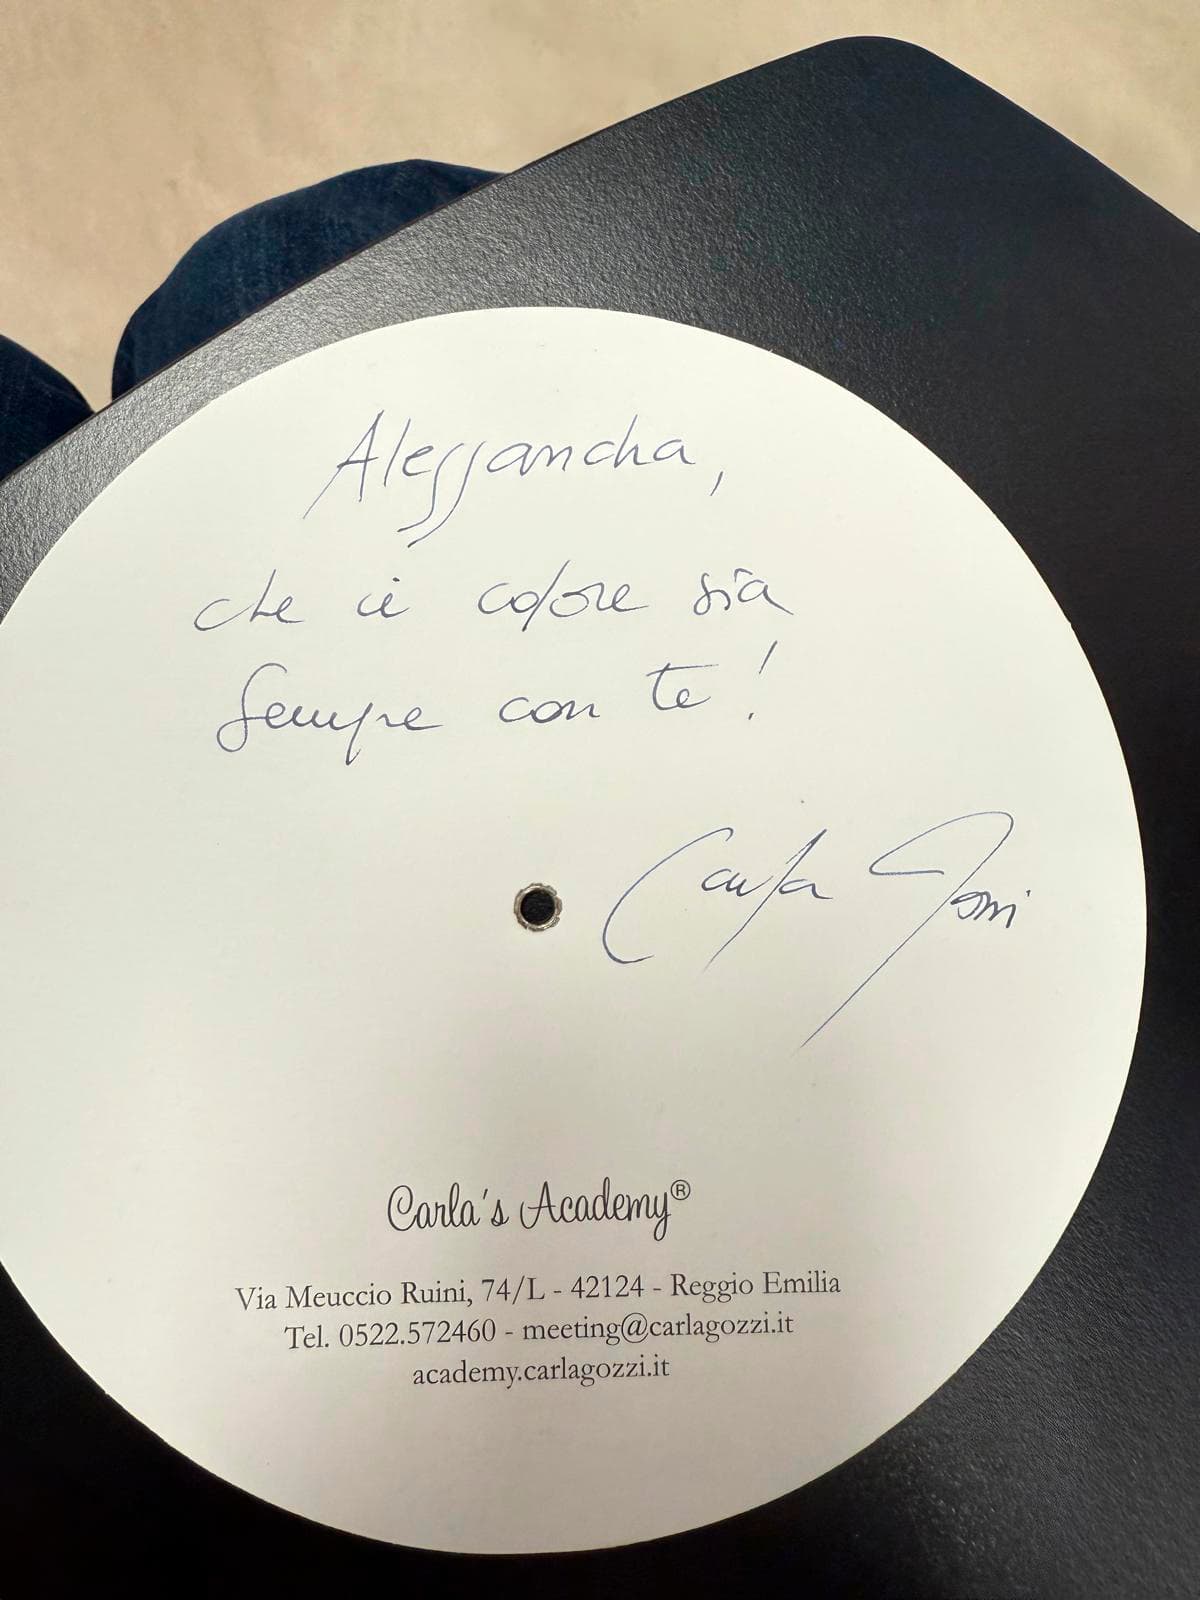 Alessandra,
che il colore sia
sempre con te!
Carla Gozzi
Carla's Academy®
Via Meuccio Ruini, 74/L - 42124 - Reggio Emilia
Tel. 0522.572460 - meeting@carlagozzi.it
academy.carlagozzi.it